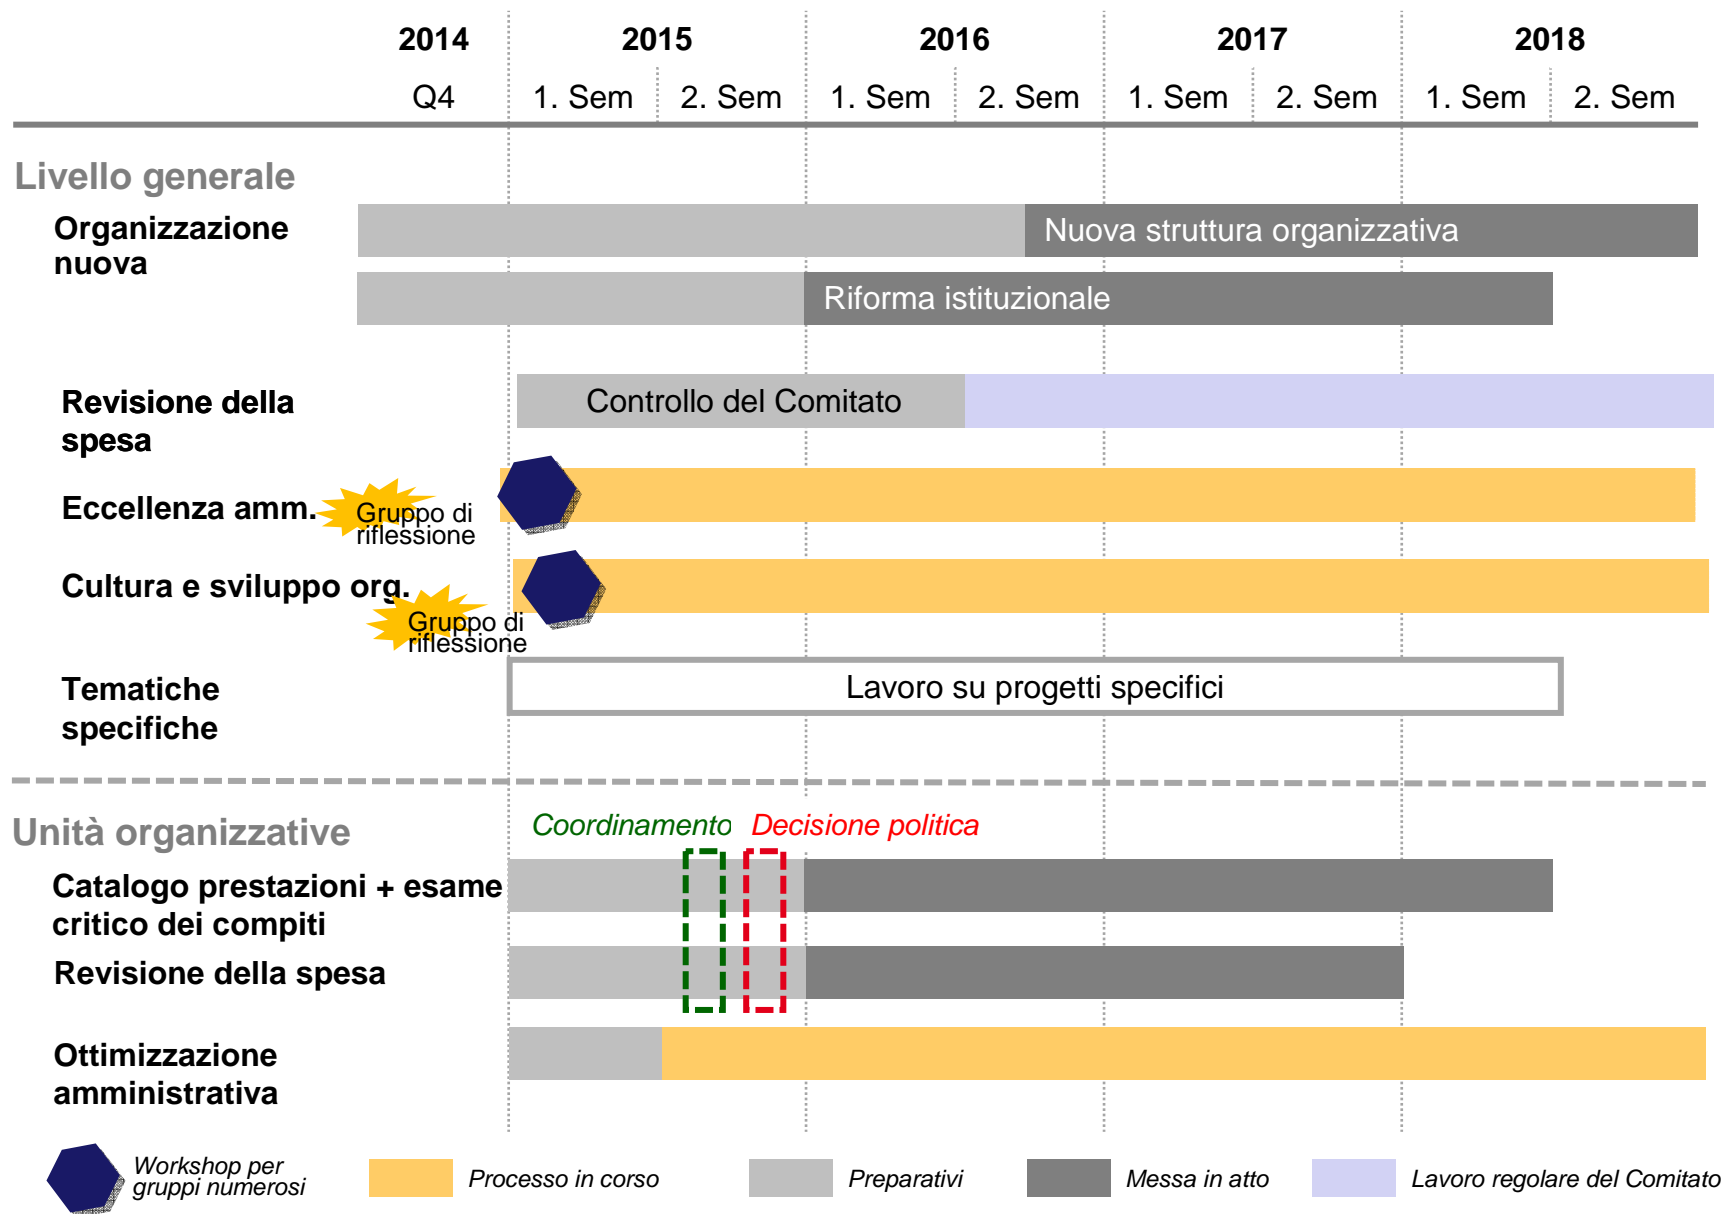 2014 2015 2016 2017 2018
Q4 1. Sem 2. Sem 1. Sem 2. Sem 1. Sem 2. Sem 1. Sem 2. Sem
Livello generale
Organizzazione
nuova
Nuova struttura organizzativa
Riforma istituzionale
Revisione della
spesa
Controllo del Comitato
Eccellenza amm.
Gruppo di
riflessione
Cultura e sviluppo org.
Gruppo di
riflessione
Tematiche
specifiche
Lavoro su progetti specifici
Unità organizzative
Coordinamento Decisione politica
Catalogo prestazioni + esame
critico dei compiti
Revisione della spesa
Ottimizzazione
amministrativa
Workshop per
gruppi numerosi
Processo in corso
Preparativi
Messa in atto
Lavoro regolare del Comitato